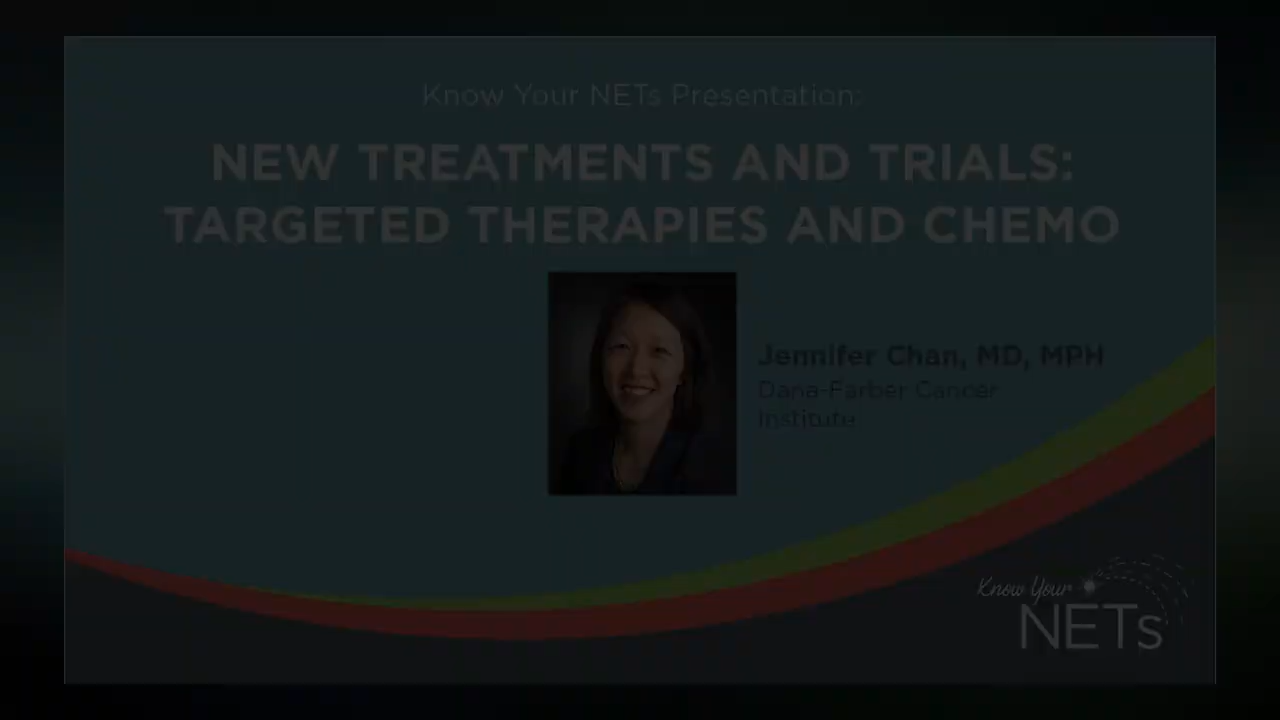 Know Your NETs Presentation:
NEW TREATMENTS AND TRIALS:
TARGETED THERAPIES AND CHEMO
Jennifer Chan, MD, MPH
Dana-Farber Cancer
Institute
Know Your
NETs